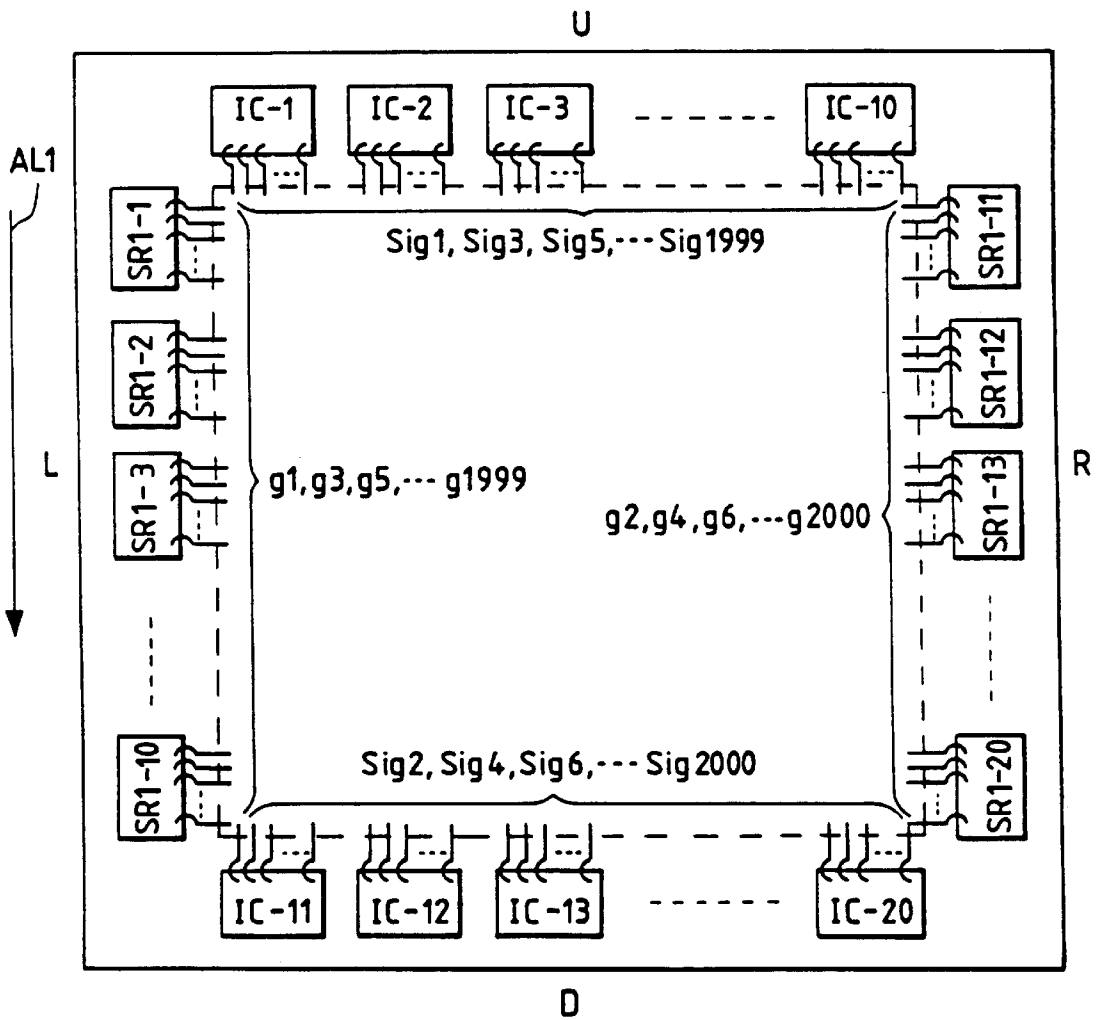 U
IC-1 IC-2 IC-3 IC-10
AL1
Sig1, Sig3, Sig5,--- Sig1999
SR1-1 SR1-11
SR1-2 SR1-12
L SR1-3 g1,g3,g5,--- g1999 SR1-13 R
g2,g4,g6,---g2000
Sig2, Sig4, Sig6,--- Sig2000
SR1-10 SR1-20
IC-11 IC-12 IC-13 IC-20
D